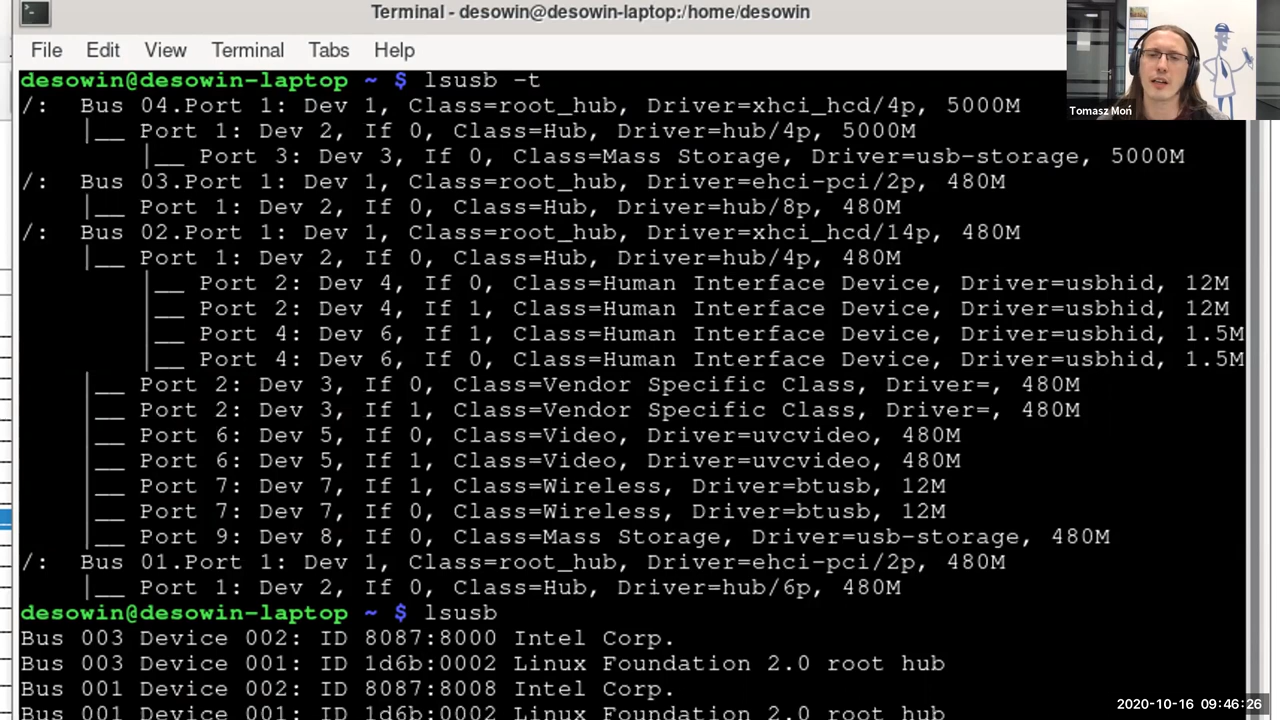 Terminal - desowin@desowin-laptop:/home/desowin
File Edit View Terminal Tabs Help
desowin@desowin-laptop ~ $ lsusb -t
/:  Bus 04.Port 1: Dev 1, Class=root_hub, Driver=xhci_hcd/4p, 5000M
    |__ Port 1: Dev 2, If 0, Class=Hub, Driver=hub/4p, 5000M
        |__ Port 3: Dev 3, If 0, Class=Mass Storage, Driver=usb-storage, 5000M
/:  Bus 03.Port 1: Dev 1, Class=root_hub, Driver=ehci-pci/2p, 480M
    |__ Port 1: Dev 2, If 0, Class=Hub, Driver=hub/8p, 480M
/:  Bus 02.Port 1: Dev 1, Class=root_hub, Driver=xhci_hcd/14p, 480M
    |__ Port 1: Dev 2, If 0, Class=Hub, Driver=hub/4p, 480M
        |__ Port 2: Dev 4, If 0, Class=Human Interface Device, Driver=usbhid, 12M
        |__ Port 2: Dev 4, If 1, Class=Human Interface Device, Driver=usbhid, 12M
        |__ Port 4: Dev 6, If 1, Class=Human Interface Device, Driver=usbhid, 1.5M
        |__ Port 4: Dev 6, If 0, Class=Human Interface Device, Driver=usbhid, 1.5M
    |__ Port 2: Dev 3, If 0, Class=Vendor Specific Class, Driver=, 480M
    |__ Port 2: Dev 3, If 1, Class=Vendor Specific Class, Driver=, 480M
    |__ Port 6: Dev 5, If 0, Class=Video, Driver=uvcvideo, 480M
    |__ Port 6: Dev 5, If 1, Class=Video, Driver=uvcvideo, 480M
    |__ Port 7: Dev 7, If 1, Class=Wireless, Driver=btusb, 12M
    |__ Port 7: Dev 7, If 0, Class=Wireless, Driver=btusb, 12M
    |__ Port 9: Dev 8, If 0, Class=Mass Storage, Driver=usb-storage, 480M
/:  Bus 01.Port 1: Dev 1, Class=root_hub, Driver=ehci-pci/2p, 480M
    |__ Port 1: Dev 2, If 0, Class=Hub, Driver=hub/6p, 480M
desowin@desowin-laptop ~ $ lsusb
Bus 003 Device 002: ID 8087:8000 Intel Corp.
Bus 003 Device 001: ID 1d6b:0002 Linux Foundation 2.0 root hub
Bus 001 Device 002: ID 8087:8008 Intel Corp.
Bus 001 Device 001: ID 1d6b:0002 Linux Foundation 2.0 root hub
Tomasz Moń
2020-10-16 09:46:26